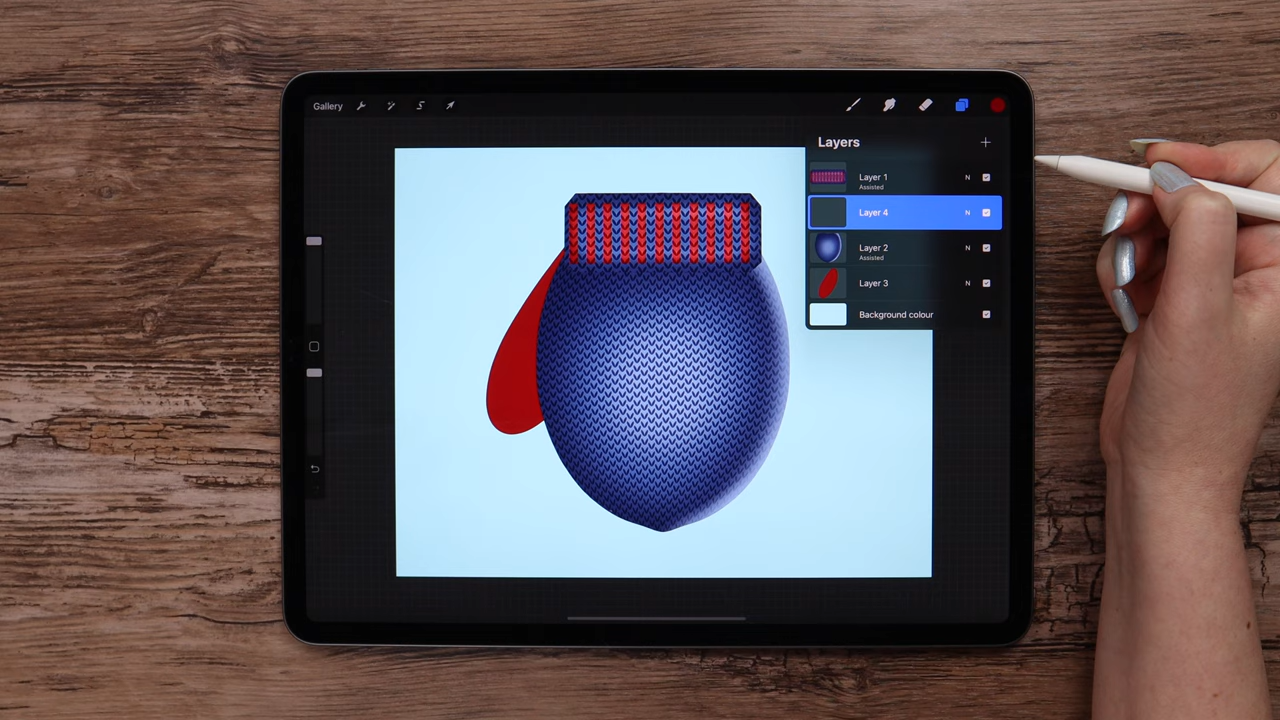 Gallery
Layers
Layer 1
N
Assisted
Layer 4
N
Layer 2
N
Assisted
Layer 3
N
Background colour